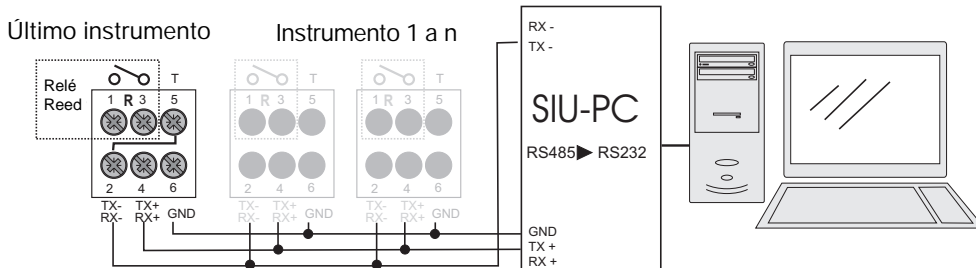 Último instrumento
Instrumento 1 a n
Relé
Reed
T
1 R 3 5
2 4 6
TX- TX+ GND
RX- RX+
T
1 R 3 5
2 4 6
TX- TX+ GND
RX- RX+
T
1 R 3 5
2 4 6
TX- TX+ GND
RX- RX+
RX -
TX -
SIU-PC
RS485 ▶ RS232
GND
TX +
RX +